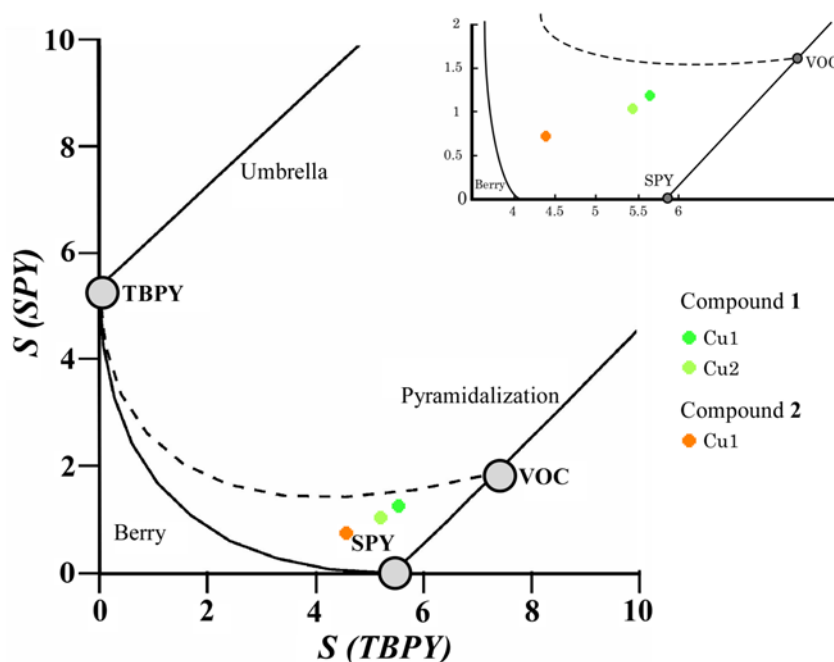 10
8
6
4
2
0
S (SPY)
Umbrella
TBPY
Pyramidalization
VOC
Berry
SPY
0
2
4
6
8
10
S (TBPY)
2
1.5
1
0.5
0
VOC
SPY
Berry
4
4.5
5
5.5
6
Compound 1
Cu1
Cu2
Compound 2
Cu1